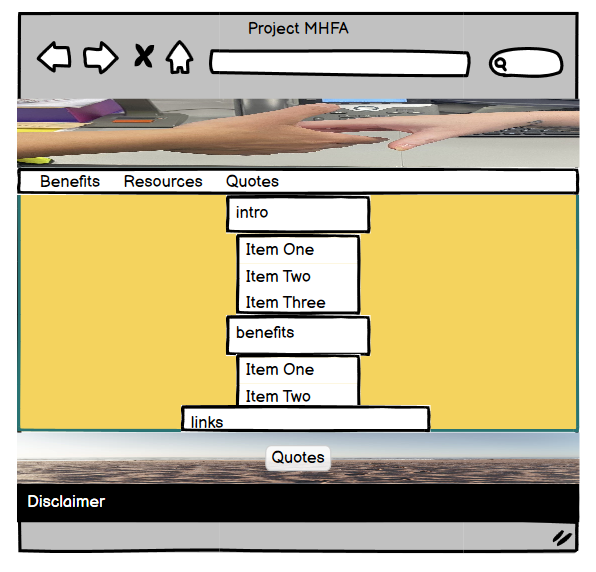 Project MHFA
Benefits Resources Quotes
intro
Item One
Item Two
Item Three
benefits
Item One
Item Two
links
Quotes
Disclaimer